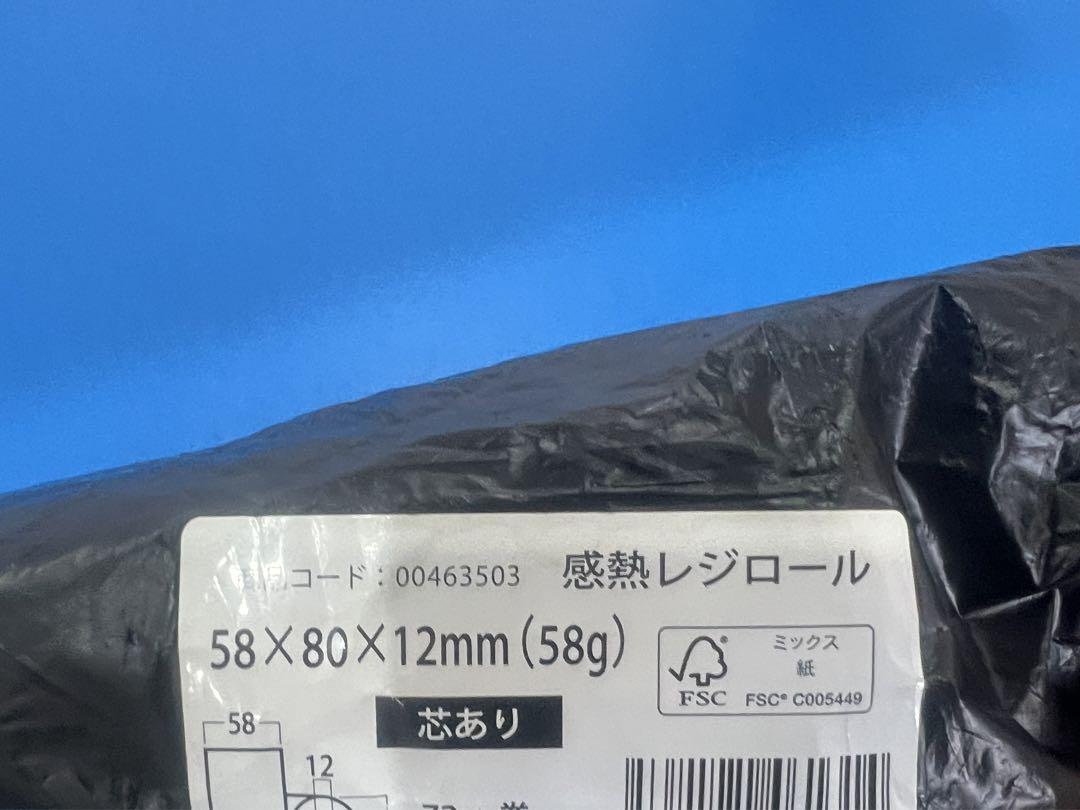 コード：00463503 感熱レジロール
58×80×12mm（58g）
芯あり
FSC
ミックス
紙
FSC® C005449
58
12